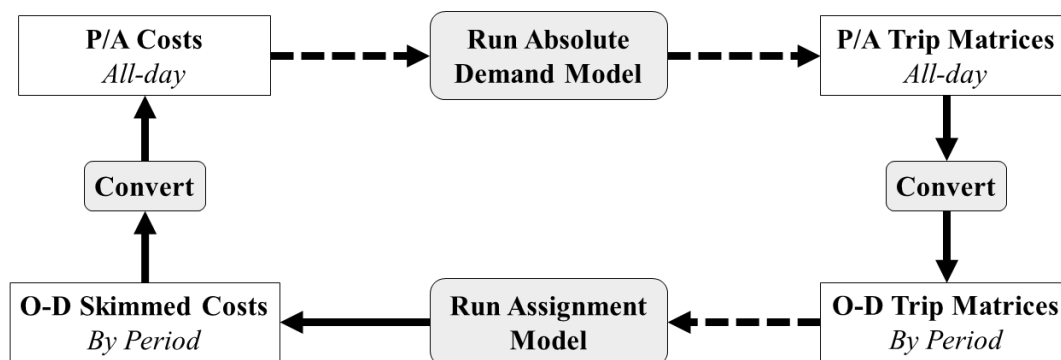 P/A Costs
All-day
Run Absolute
Demand Model
P/A Trip Matrices
All-day
Convert
Convert
O-D Skimmed Costs
By Period
Run Assignment
Model
O-D Trip Matrices
By Period